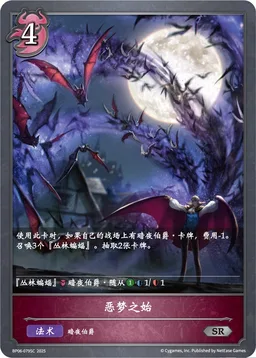 4
使用此卡时,如果自己的战场上有暗夜伯爵·卡牌,费用-1。
召唤3个『丛林蝙蝠』。抽取2张卡牌。
『丛林蝙蝠』暗夜伯爵·随从 1 1 1
恶梦之始
法术 暗夜伯爵 SR
BP06-079SC 2025 © Cygames, Inc. Copyright by NetEase Games